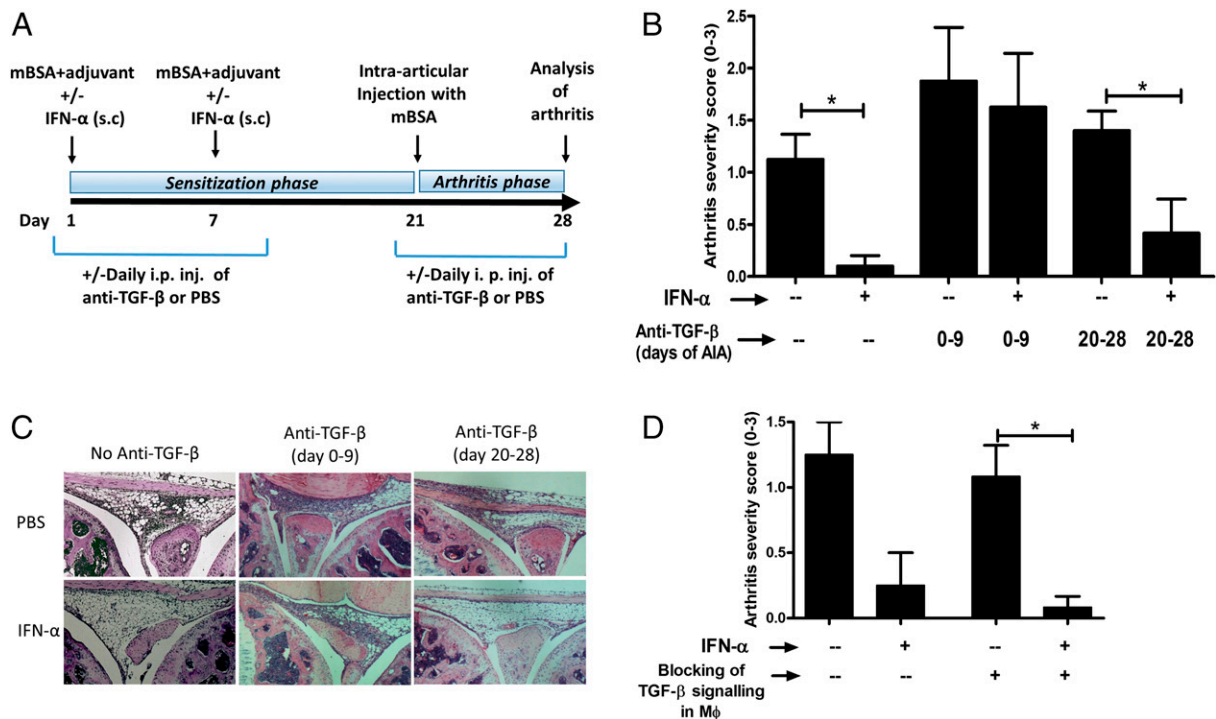 A
mBSA+adjuvant
+/-
IFN-α (s.c)
mBSA+adjuvant
+/-
IFN-α (s.c)
Intra-articular
Injection with
mBSA
Analysis
of
arthritis
Sensitization phase
Arthritis phase
Day 1 7 21 28
+/-Daily i.p. inj. of
anti-TGF-β or PBS
+/-Daily i. p. inj. of
anti-TGF-β or PBS
B
Arthritis severity score (0-3)
2.5
2.0
1.5
1.0
0.5
0.0
*
*
IFN-α -- + -- + -- +
Anti-TGF-β
(days of AIA) -- -- 0-9 0-9 20-28 20-28
C
No Anti-TGF-β
Anti-TGF-β
(day 0-9)
Anti-TGF-β
(day 20-28)
PBS
IFN-α
D
Arthritis severity score (0-3)
1.5
1.0
0.5
0.0
*
IFN-α -- + -- +
Blocking of
TGF-β signalling
in Mϕ -- -- + +